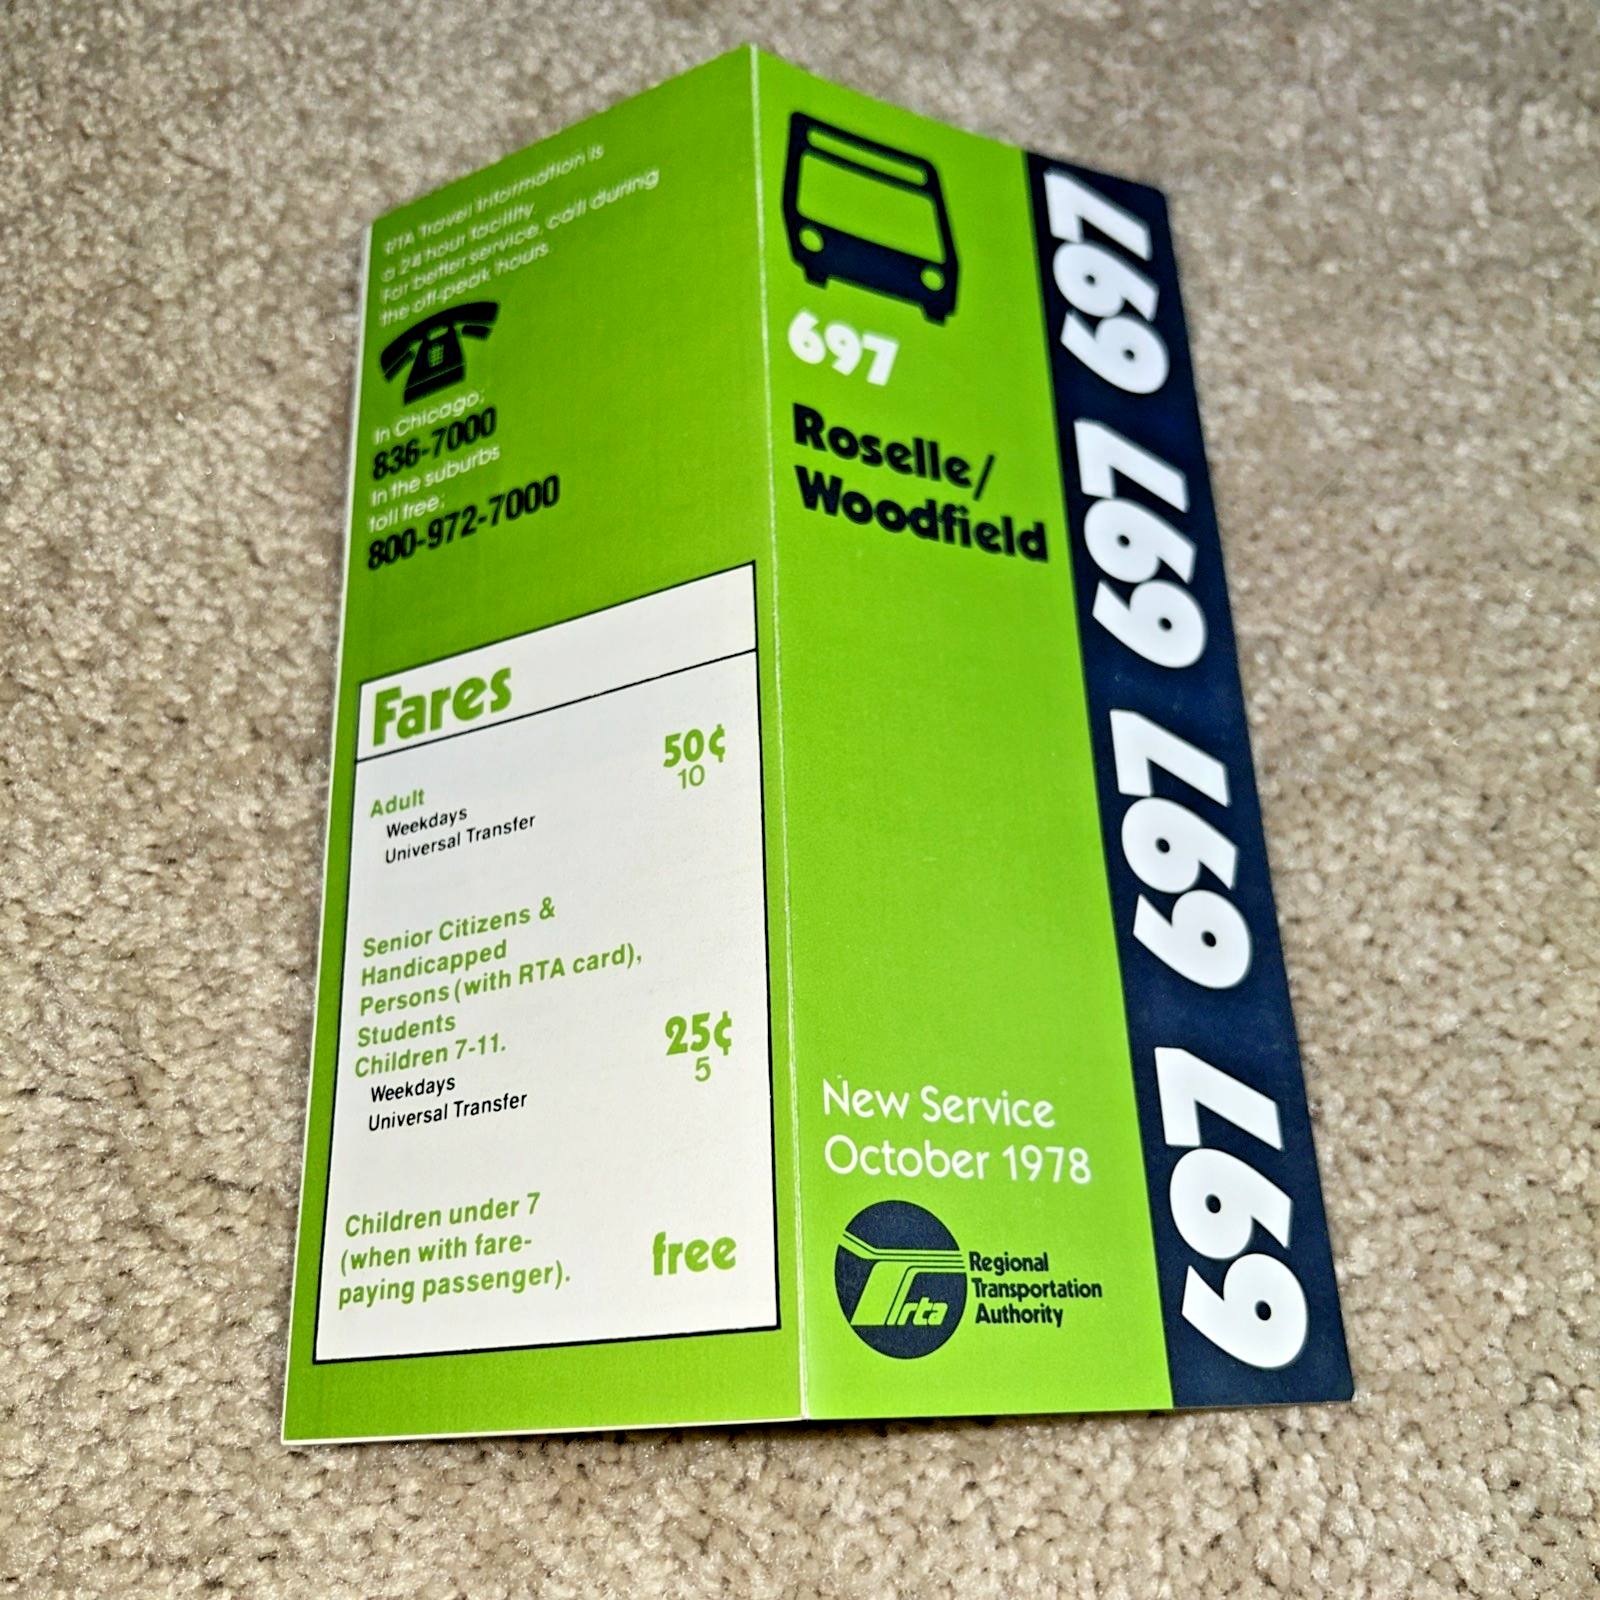 RTA Travel Information is
a 24 hour facility.
For better service, call during
the off-peak hours.
In Chicago:
836-7000
In the suburbs
toll free:
800-972-7000
Fares
Adult
50¢
Weekdays
10
Universal Transfer
Senior Citizens &
Handicapped
Persons (with RTA card),
Students
Children 7-11.
25¢
Weekdays
5
Universal Transfer
Children under 7
(when with fare-
paying passenger).
free
697
Roselle/
Woodfield
New Service
October 1978
rta
Regional
Transportation
Authority
697 697 697 697